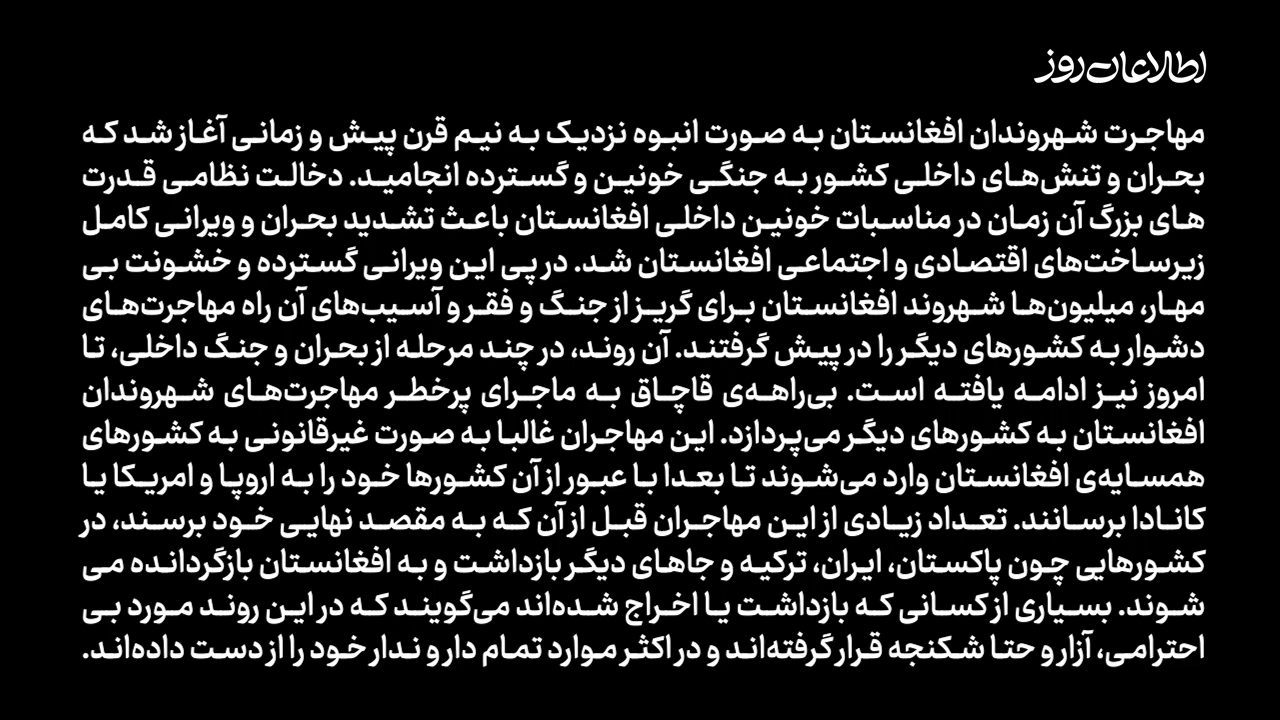 اطلاعات روز
مهاجرت شهروندان افغانستان به صورت انبوه نزدیک به نیم قرن پیش و زمانی آغاز شد که
بحران و تنش‌های داخلی کشور به جنگی خونین و گسترده انجامید. دخالت نظامی قدرت
های بزرگ آن زمان در مناسبات خونین داخلی افغانستان باعث تشدید بحران و ویرانی کامل
زیرساخت‌های اقتصادی و اجتماعی افغانستان شد. در پی این ویرانی گسترده و خشونت بی
مهار، میلیون‌ها شهروند افغانستان برای گریز از جنگ و فقر و آسیب‌های آن راه مهاجرت‌های
دشوار به کشورهای دیگر را در پیش گرفتند. آن روند، در چند مرحله از بحران و جنگ داخلی، تا
امروز نیز ادامه یافته است. بی‌راهه‌ی قاچاق به ماجرای پرخطر مهاجرت‌های شهروندان
افغانستان به کشورهای دیگر می‌پردازد. این مهاجران غالبا به صورت غیرقانونی به کشورهای
همسایه‌ی افغانستان وارد می‌شوند تا بعدا با عبور از آن کشورها خود را به اروپا و امریکا یا
کانادا برسانند. تعداد زیادی از این مهاجران قبل از آن که به مقصد نهایی خود برسند، در
کشورهایی چون پاکستان، ایران، ترکیه و جاهای دیگر بازداشت و به افغانستان بازگردانده می
شوند. بسیاری از کسانی که بازداشت یا اخراج شده‌اند می‌گویند که در این روند مورد بی
احترامی، آزار و حتا شکنجه قرار گرفته‌اند و در اکثر موارد تمام دار و ندار خود را از دست داده‌اند.